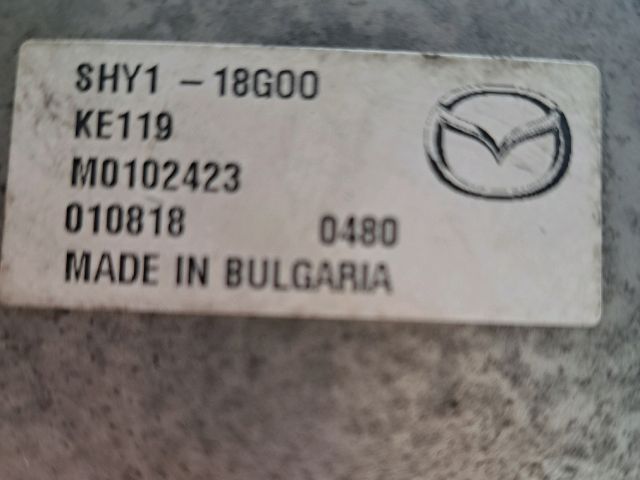 SHY1 - 18G00
KE119
M0102423
010818 0480
MADE IN BULGARIA